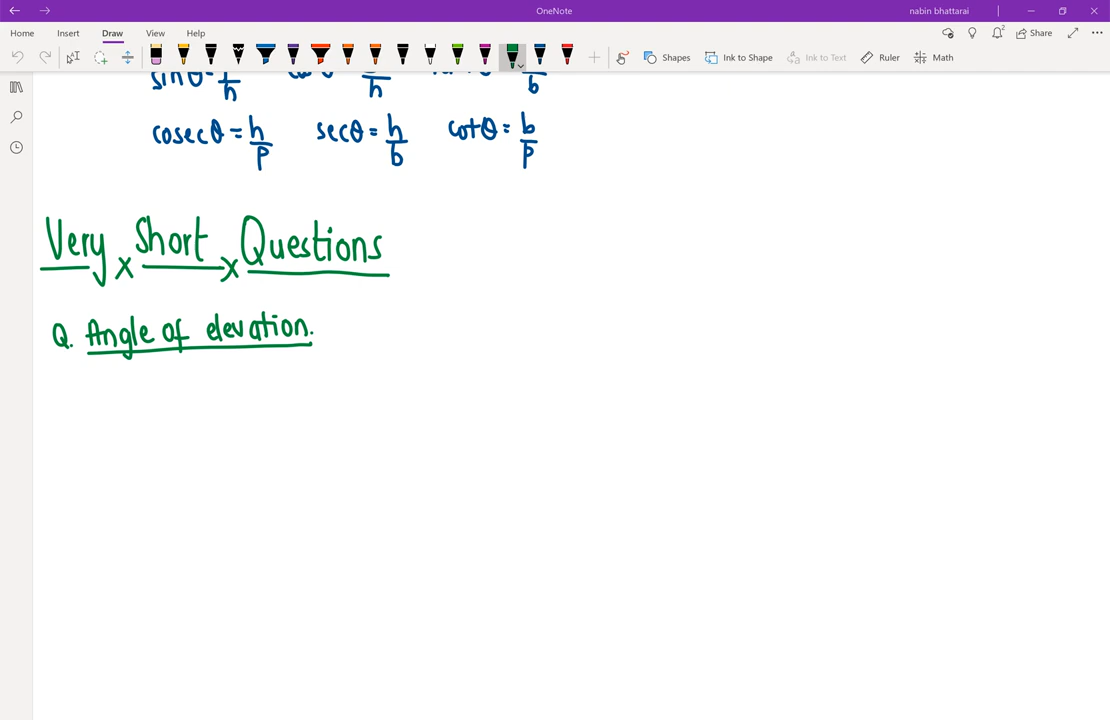 OneNote
nabin bhattarai
Home Insert Draw View Help
Share
Shapes Ink to Shape Ink to Text Ruler Math
sinθ = h
h
b
cosecθ = h/p secθ = h/b cotθ = b/p
Very x Short x Questions
Q. Angle of elevation.